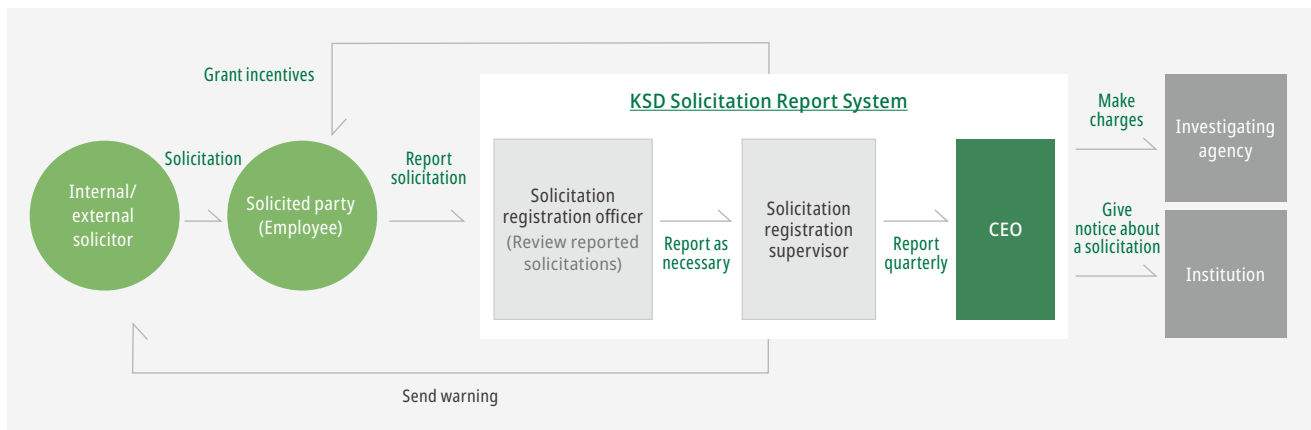 Grant incentives
KSD Solicitation Report System
Make
charges
Investigating
agency
Solicitation
Report
solicitation
Internal/
external
solicitor
Solicited party
(Employee)
Solicitation
registration officer
(Review reported
solicitations)
Report as
necessary
Solicitation
registration
supervisor
Report
quarterly
CEO
Give
notice about
a solicitation
Institution
Send warning